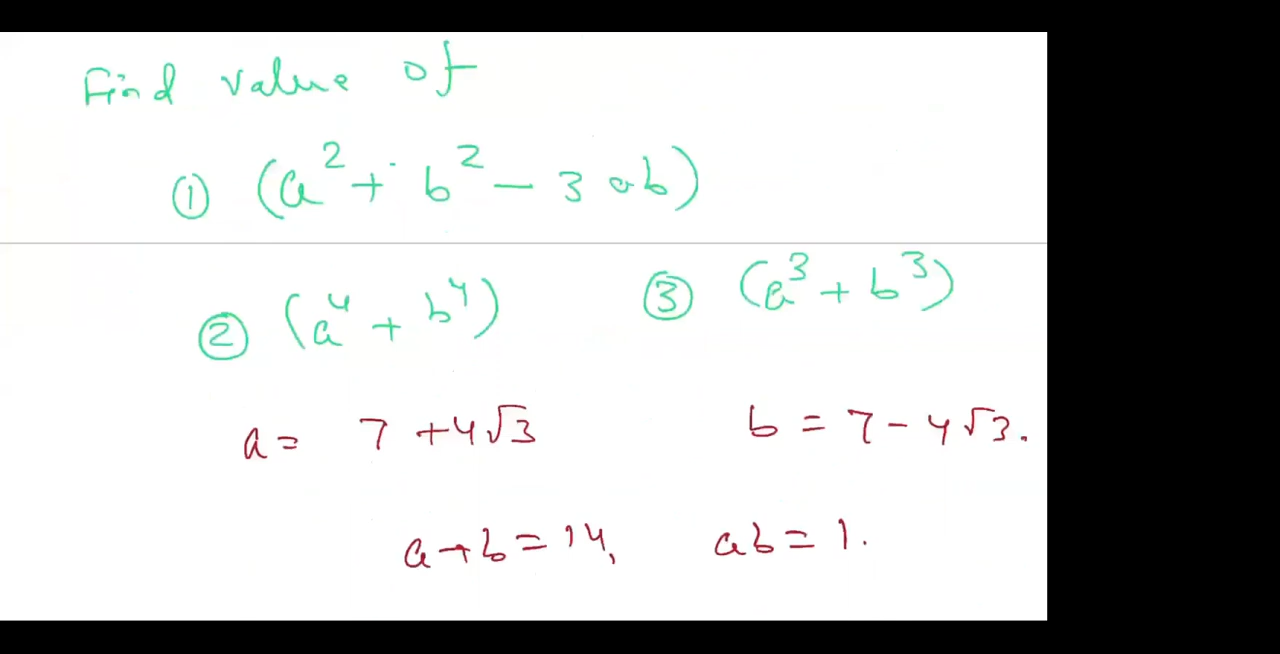 Find value of
① (a² + b² - 3ab)
② (a⁴ + b⁴) ③ (a³ + b³)
a = 7 + 4√3 b = 7 - 4√3.
a + b = 14, ab = 1.